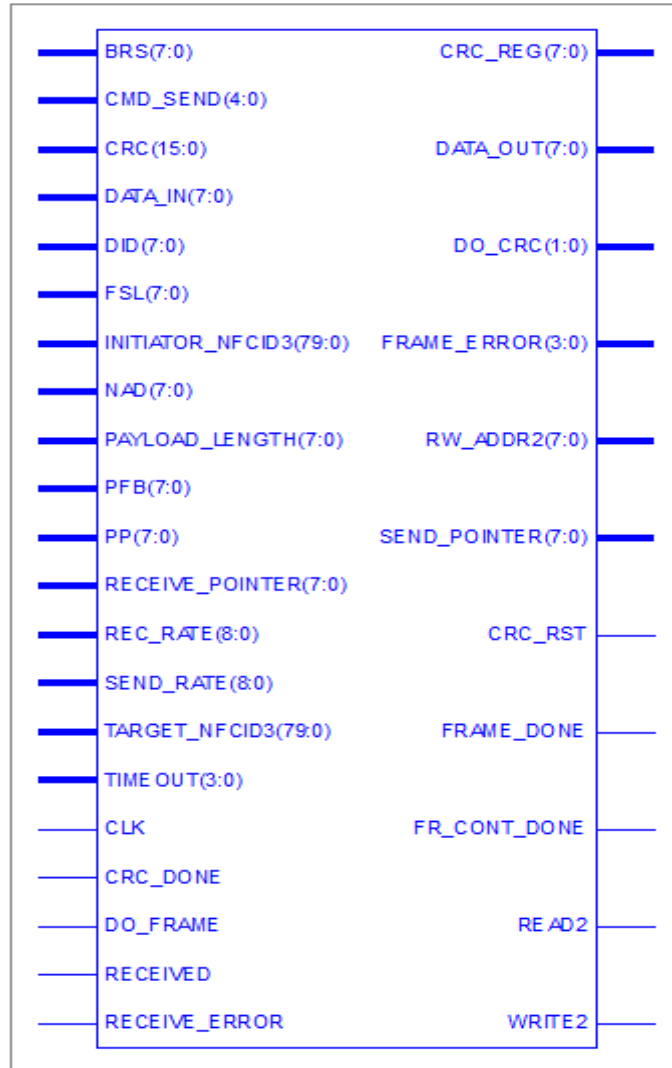 BRS(7:0) CRC_REG(7:0)
CMD_SEND(4:0)
CRC(15:0) DATA_OUT(7:0)
DATA_IN(7:0)
DID(7:0) DO_CRC(1:0)
FSL(7:0)
INITIATOR_NFCID3(79:0) FRAME_ERROR(3:0)
NAD(7:0)
PAYLOAD_LENGTH(7:0) RW_ADDR2(7:0)
PFB(7:0)
PP(7:0) SEND_POINTER(7:0)
RECEIVE_POINTER(7:0)
REC_RATE(8:0) CRC_RST
SEND_RATE(8:0)
TARGET_NFCID3(79:0) FRAME_DONE
TIMEOUT(3:0)
CLK FR_CONT_DONE
CRC_DONE
DO_FRAME READ2
RECEIVED
RECEIVE_ERROR WRITE2